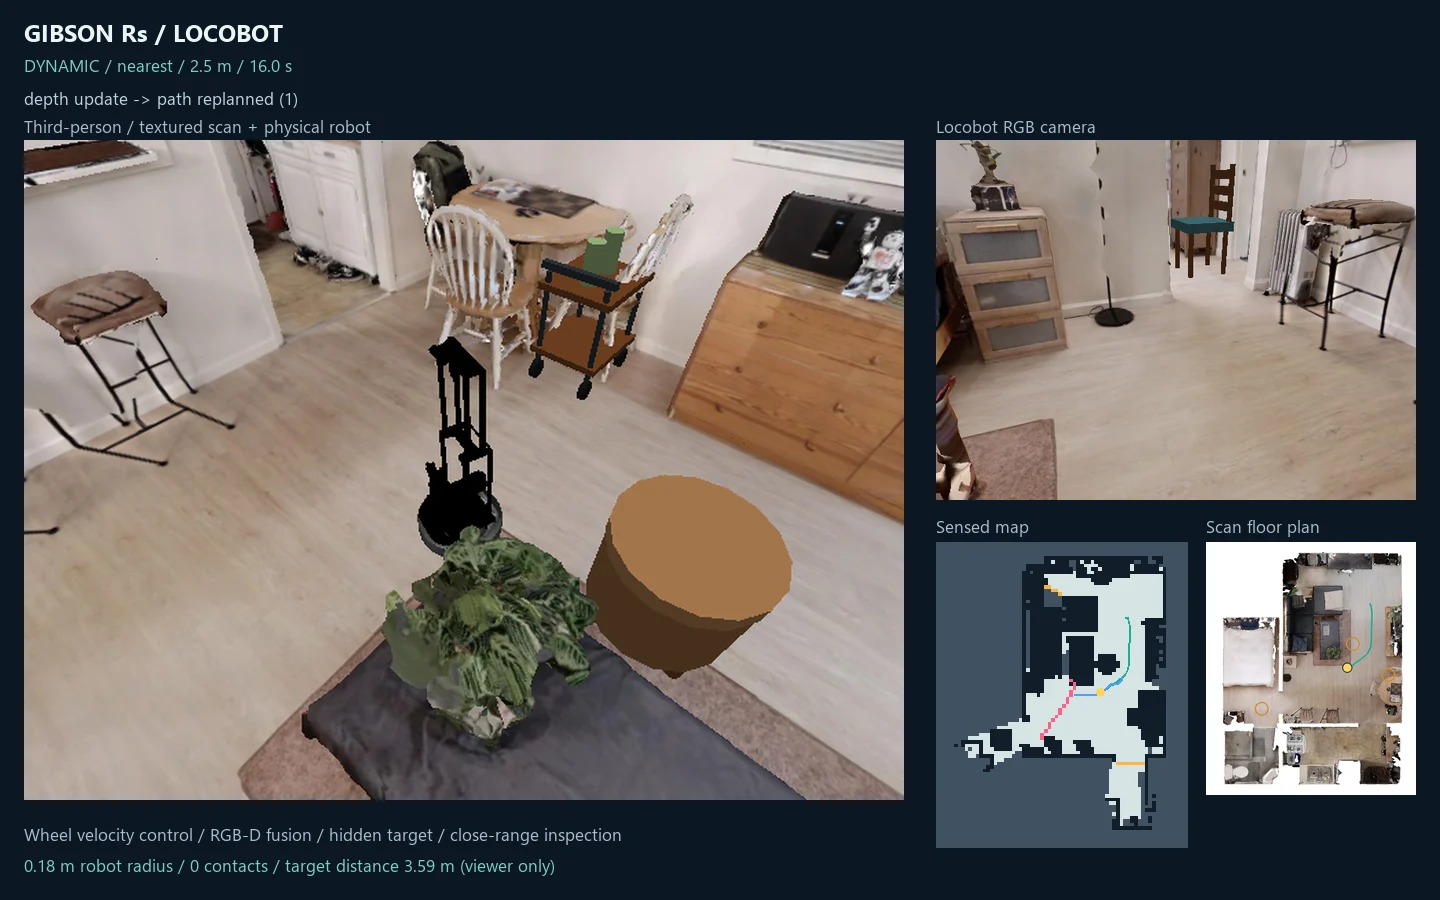 GIBSON Rs / LOCOBOT
DYNAMIC / nearest / 2.5 m / 16.0 s
depth update -> path replanned (1)
Third-person / textured scan + physical robot
Locobot RGB camera
Sensed map
Scan floor plan
Wheel velocity control / RGB-D fusion / hidden target / close-range inspection
0.18 m robot radius / 0 contacts / target distance 3.59 m (viewer only)